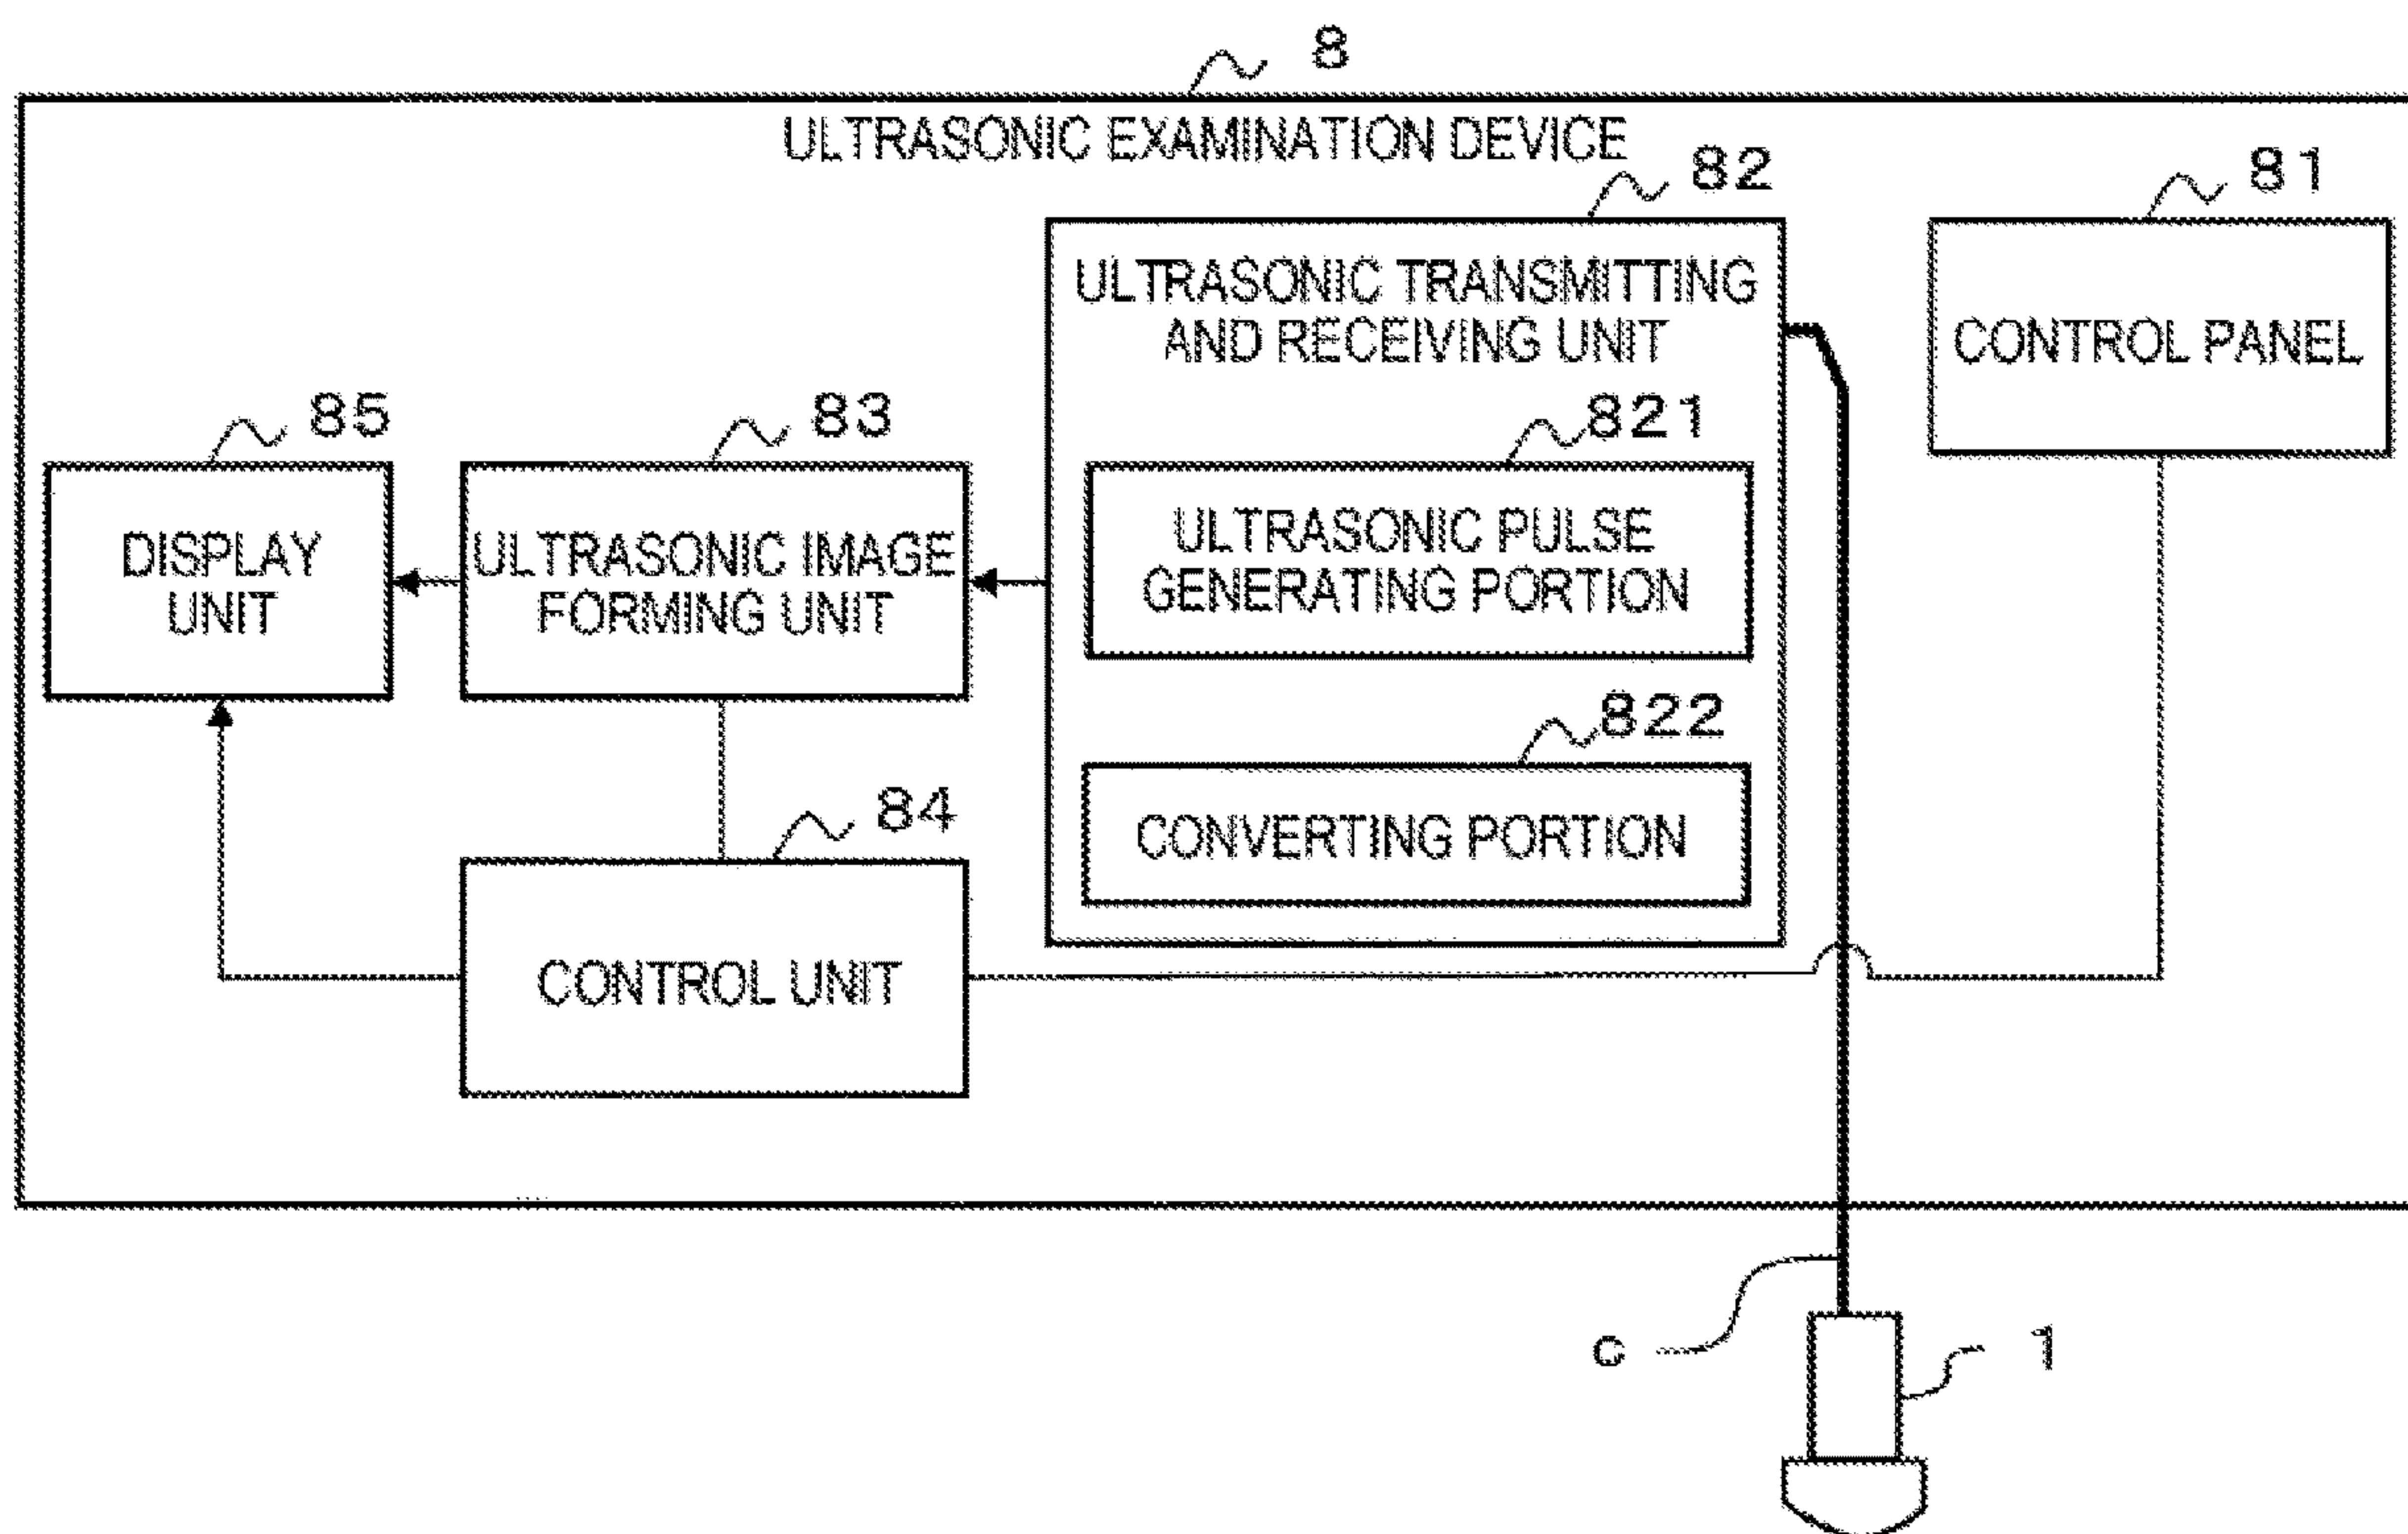 8
ULTRASONIC EXAMINATION DEVICE
82
81
ULTRASONIC TRANSMITTING
AND RECEIVING UNIT
CONTROL PANEL
85
83
821
DISPLAY
UNIT
ULTRASONIC IMAGE
FORMING UNIT
ULTRASONIC PULSE
GENERATING PORTION
822
84
CONVERTING PORTION
CONTROL UNIT
c
1